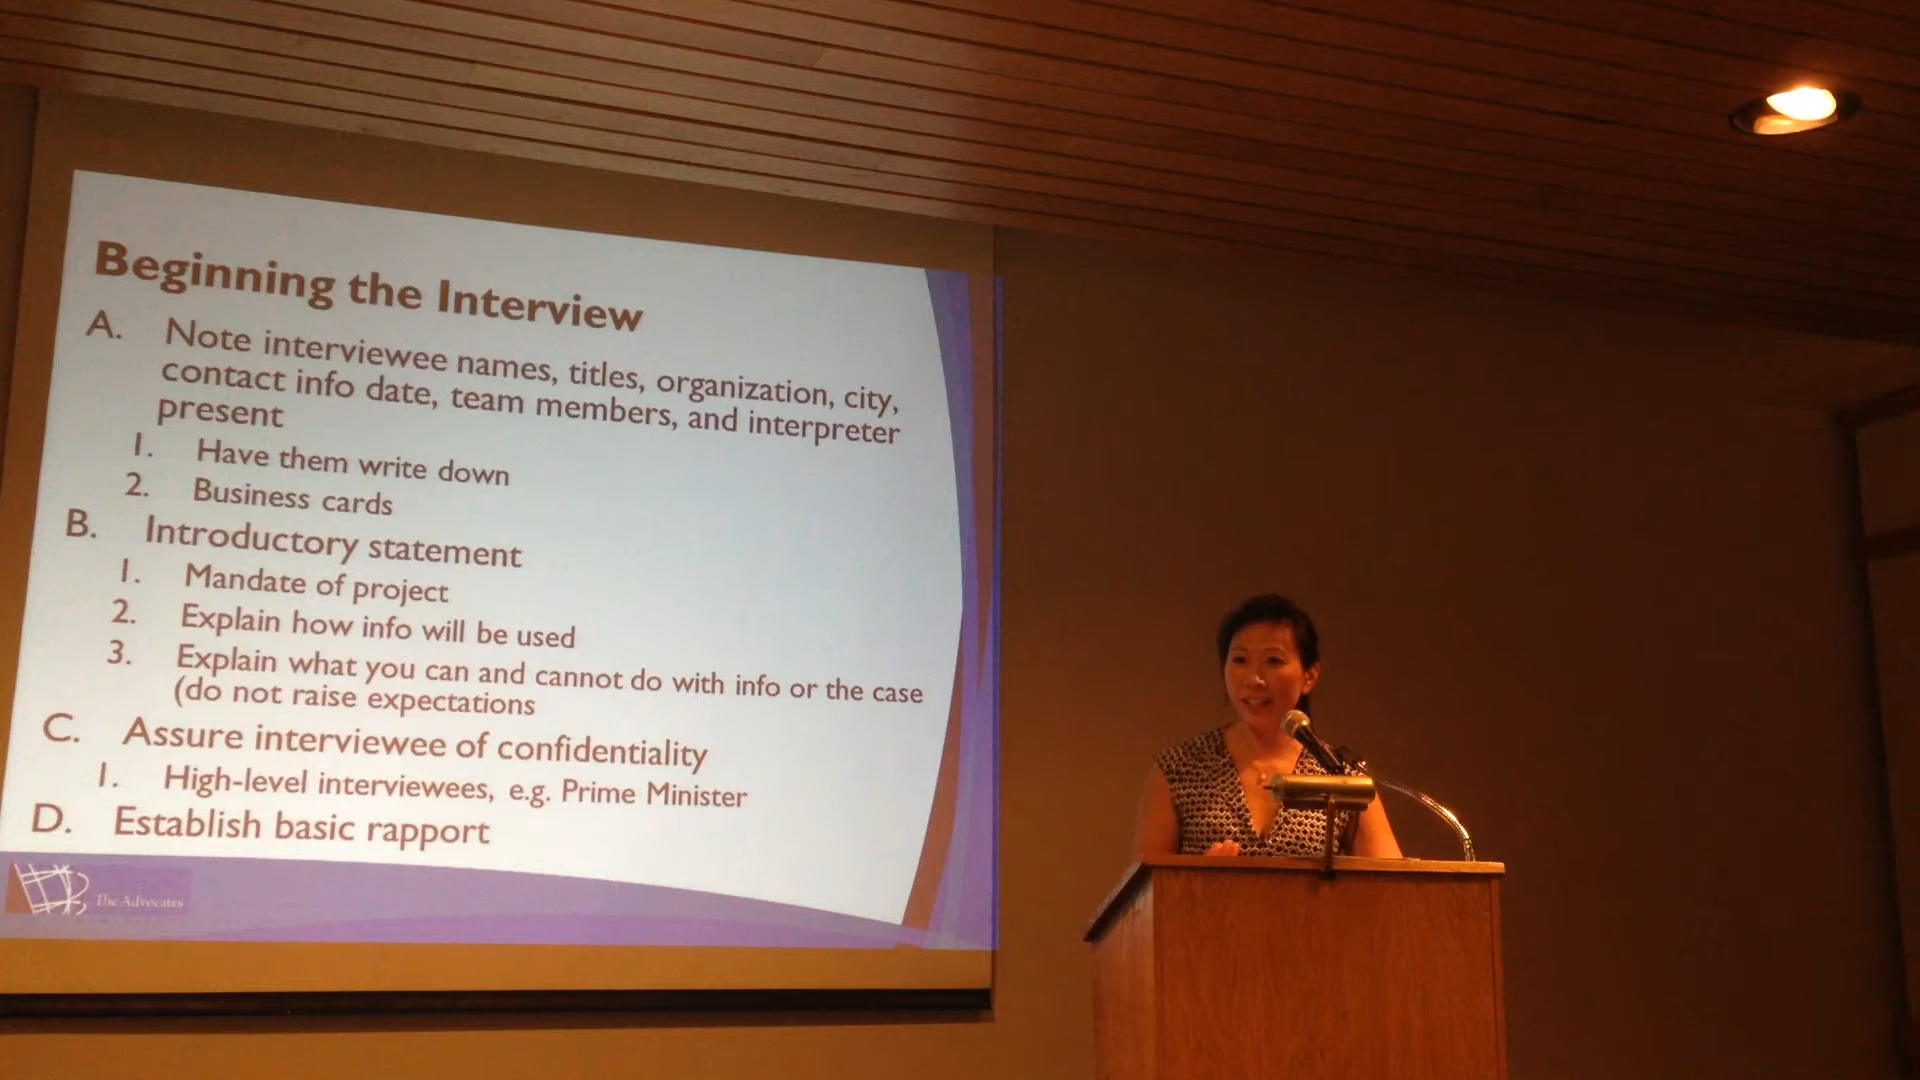 Beginning the Interview
A. Note interviewee names, titles, organization, city,
contact info date, team members, and interpreter
present
1. Have them write down
2. Business cards
B. Introductory statement
1. Mandate of project
2. Explain how info will be used
3. Explain what you can and cannot do with info or the case
(do not raise expectations
C. Assure interviewee of confidentiality
1. High-level interviewees, e.g. Prime Minister
D. Establish basic rapport
The Advocates